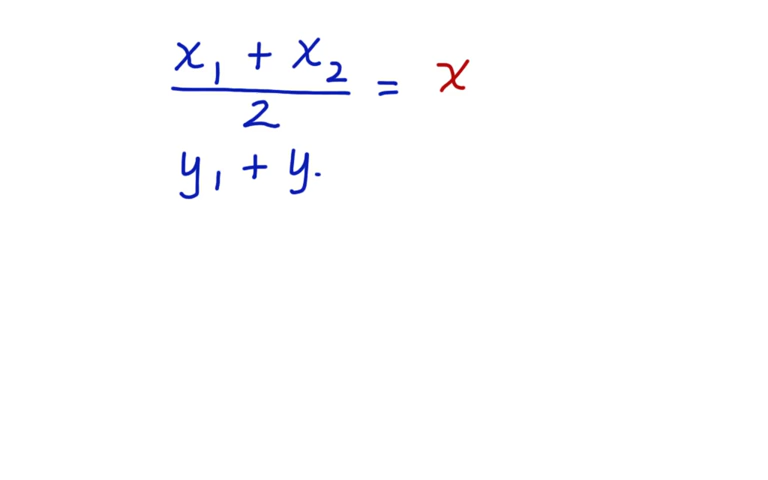 x₁ + x₂
― = x
2
y₁ + y.